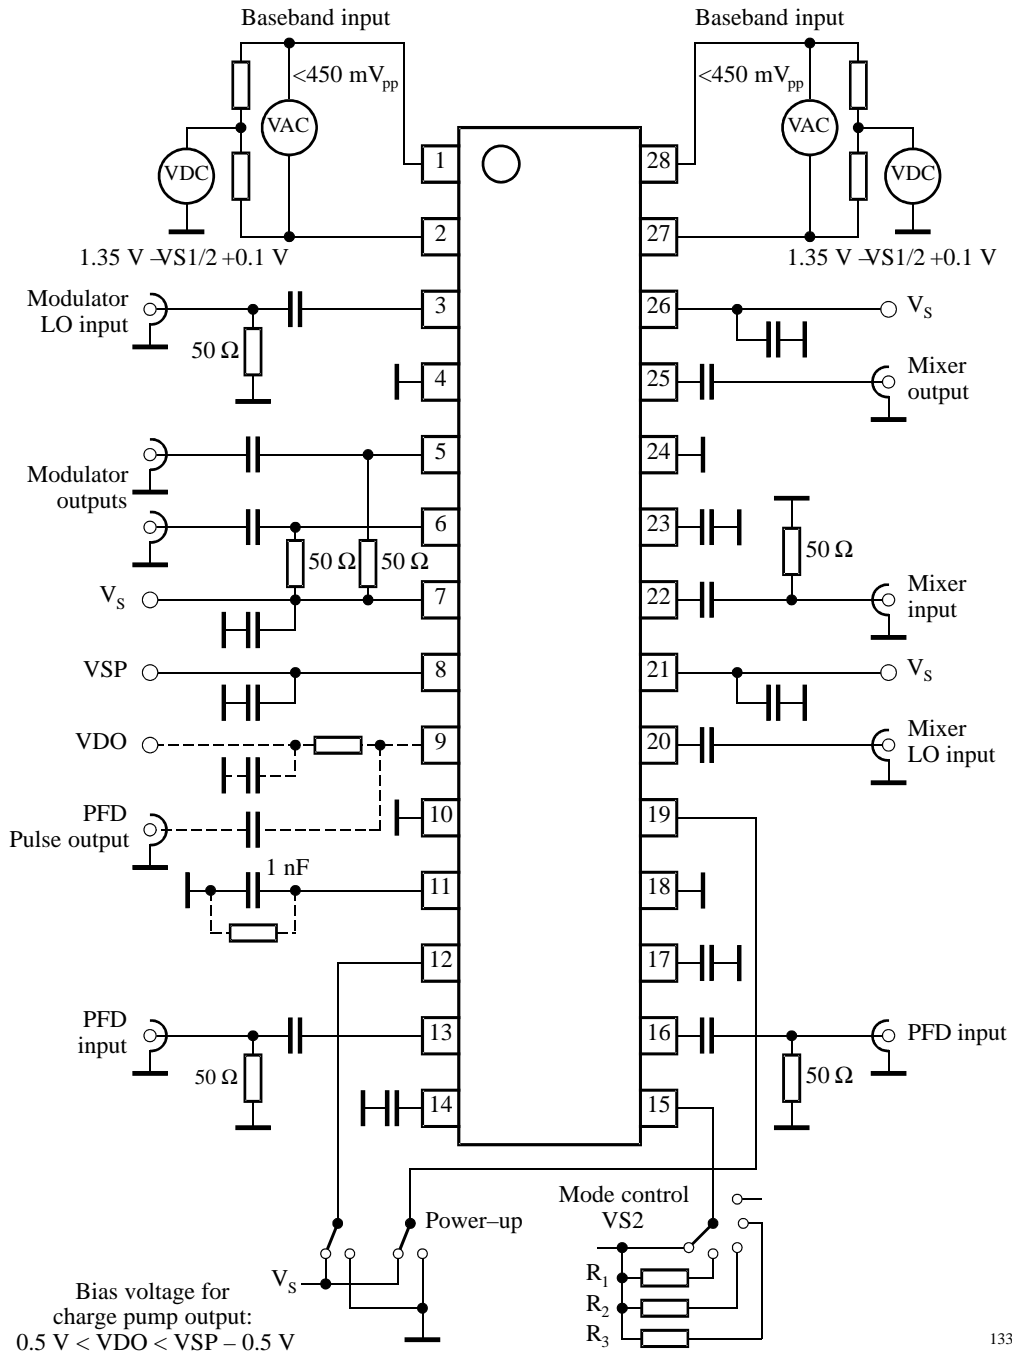 Baseband input
Baseband input
<450 mVpp
<450 mVpp
VAC
VAC
VDC
VDC
1
28
2
27
1.35 V –VS1/2 +0.1 V
1.35 V –VS1/2 +0.1 V
Modulator
LO input
3
26
VS
50 Ω
4
25
Mixer
output
5
24
Modulator
outputs
6
23
50 Ω
50 Ω
50 Ω
VS
7
22
Mixer
input
VSP
8
21
VS
VDO
9
20
Mixer
LO input
PFD
Pulse output
10
19
1 nF
11
18
12
17
PFD
input
13
16
PFD input
50 Ω
50 Ω
14
15
Mode control
VS2
Power–up
VS
R1
R2
R3
Bias voltage for
charge pump output:
0.5 V < VDO < VSP – 0.5 V
133